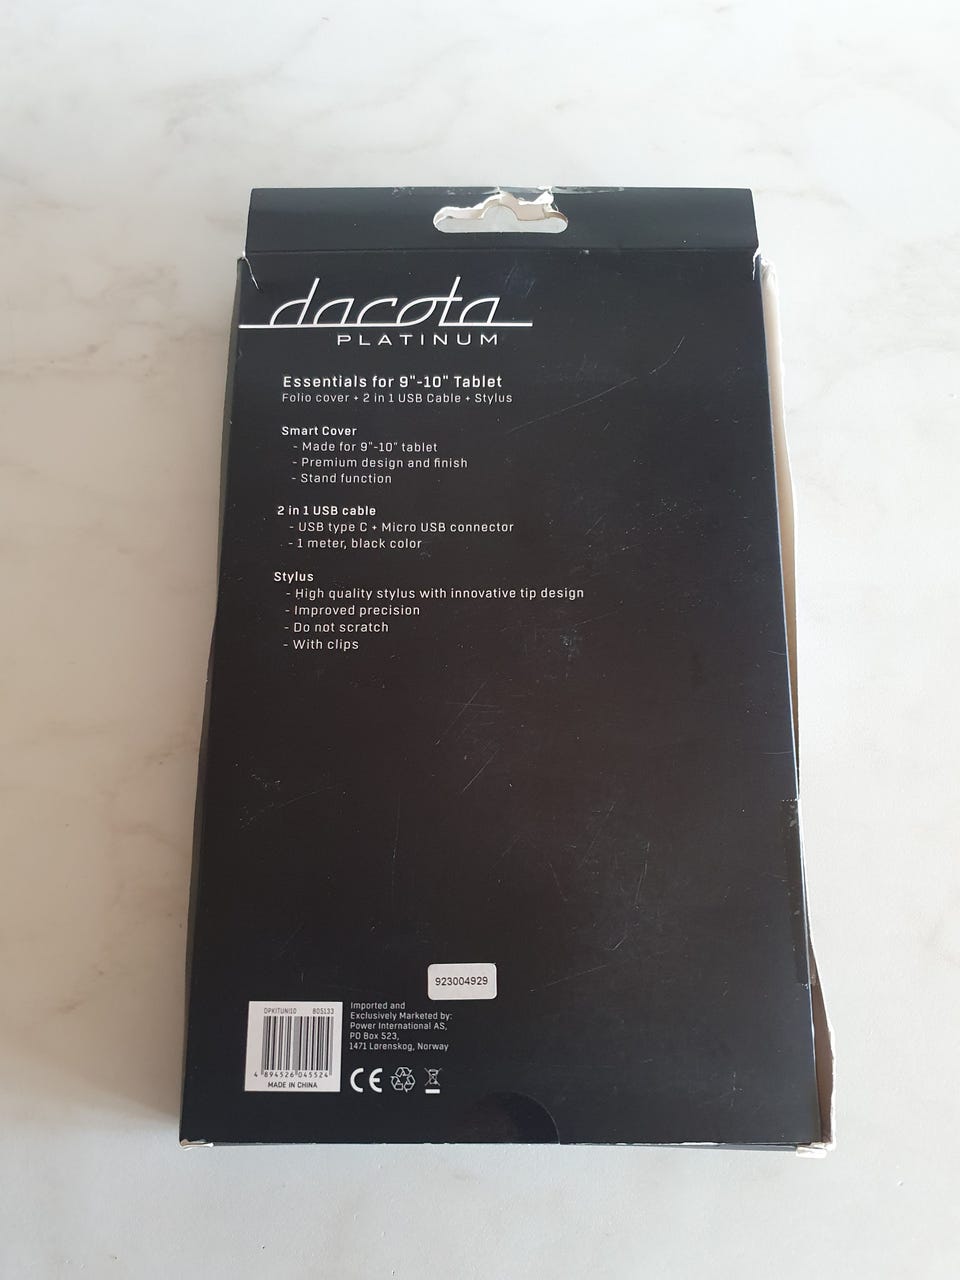 dacota
PLATINUM
Essentials for 9"-10" Tablet
Folio cover + 2 in 1 USB Cable + Stylus
Smart Cover
- Made for 9"-10" tablet
- Premium design and finish
- Stand function
2 in 1 USB cable
- USB type C + Micro USB connector
- 1 meter, black color
Stylus
- High quality stylus with innovative tip design
- Improved precision
- Do not scratch
- With clips
923004929
DPKITUNI10 805133
4 894526 045524
MADE IN CHINA
Imported and
Exclusively Marketed by:
Power International AS,
PO Box 523,
1471 Lørenskog, Norway
CE